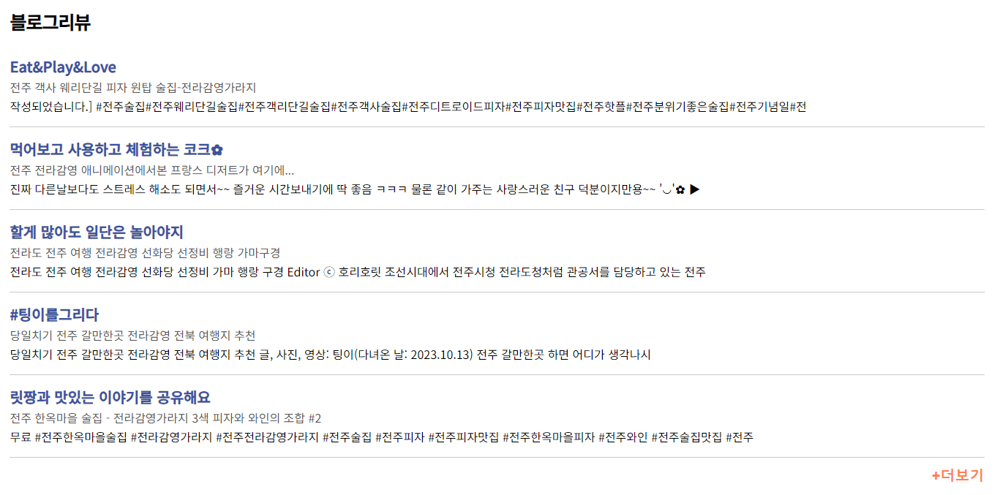 블로그리뷰
Eat&Play&Love
전주 객사 웨리단길 피자 원탑 술집-전라감영가라지
작성되었습니다.] #전주술집#전주웨리단길술집#전주객리단길술집#전주객사술집#전주디트로이드피자#전주피자맛집#전주핫플#전주분위기좋은술집#전주기념일#전
먹어보고 사용하고 체험하는 코크✿
전주 전라감영 애니메이션에서본 프랑스 디저트가 여기에...
진짜 다른날보다도 스트레스 해소도 되면서~~ 즐거운 시간보내기에 딱 좋음 ㅋㅋㅋ 물론 같이 가주는 사랑스러운 친구 덕분이지만용~~ '◡'✿ ▶
할게 많아도 일단은 놀아야지
전라도 전주 여행 전라감영 선화당 선정비 행랑 가마구경
전라도 전주 여행 전라감영 선화당 선정비 가마 행랑 구경 Editor ⓒ 호리호릿 조선시대에서 전주시청 전라도청처럼 관공서를 담당하고 있는 전주
#팅이를그리다
당일치기 전주 갈만한곳 전라감영 전북 여행지 추천
당일치기 전주 갈만한곳 전라감영 전북 여행지 추천 글, 사진, 영상: 팅이(다녀온 날: 2023.10.13) 전주 갈만한곳 하면 어디가 생각나시
릿짱과 맛있는 이야기를 공유해요
전주 한옥마을 술집 - 전라감영가라지 3색 피자와 와인의 조합 #2
무료 #전주한옥마을술집 #전라감영가라지 #전주전라감영가라지 #전주술집 #전주피자 #전주피자맛집 #전주한옥마을피자 #전주와인 #전주술집맛집 #전주
+더보기